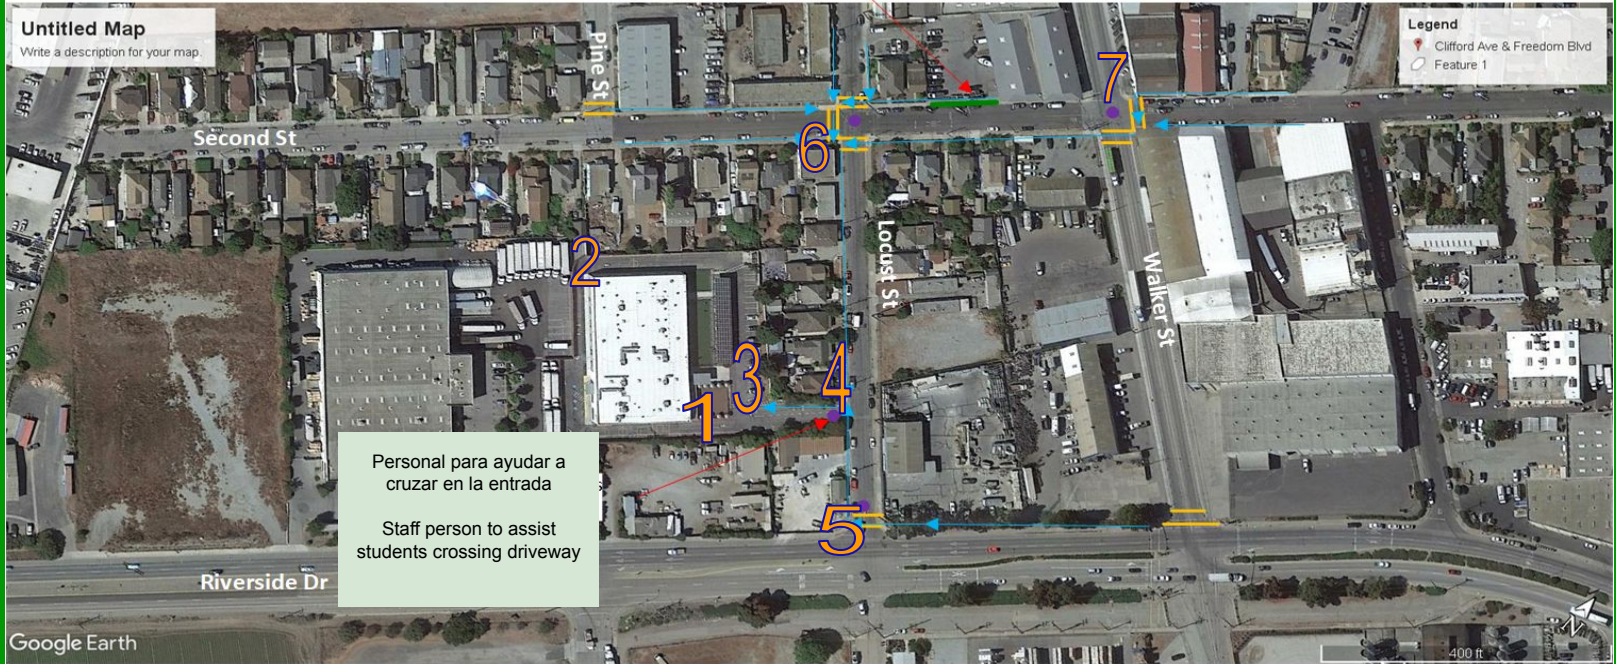 Untitled Map
Write a description for your map.
Legend
Clifford Ave & Freedom Blvd
Feature 1
Pine St
7
Second St
6
2
Locust St
Walker St
3
4
1
Personal para ayudar a
cruzar en la entrada
Staff person to assist
students crossing driveway
5
Riverside Dr
Google Earth
N
400 ft